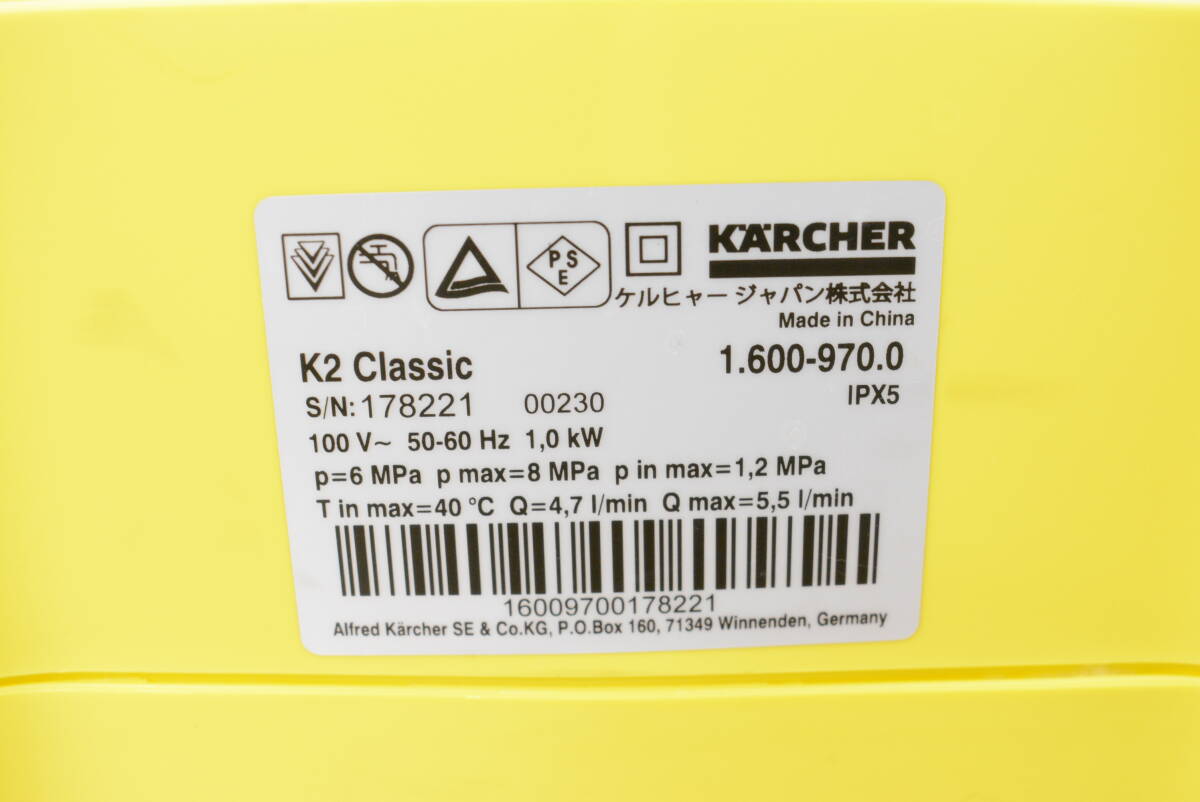 P S
E
KÄRCHER
ケルヒャー ジャパン株式会社
Made in China
K2 Classic
1.600-970.0
S/N: 178221 00230
IPX5
100 V~ 50-60 Hz 1,0 kW
p=6 MPa p max=8 MPa p in max=1,2 MPa
T in max=40 °C Q=4,7 l/min Q max=5,5 l/min
16009700178221
Alfred Kärcher SE & Co.KG, P.O.Box 160, 71349 Winnenden, Germany